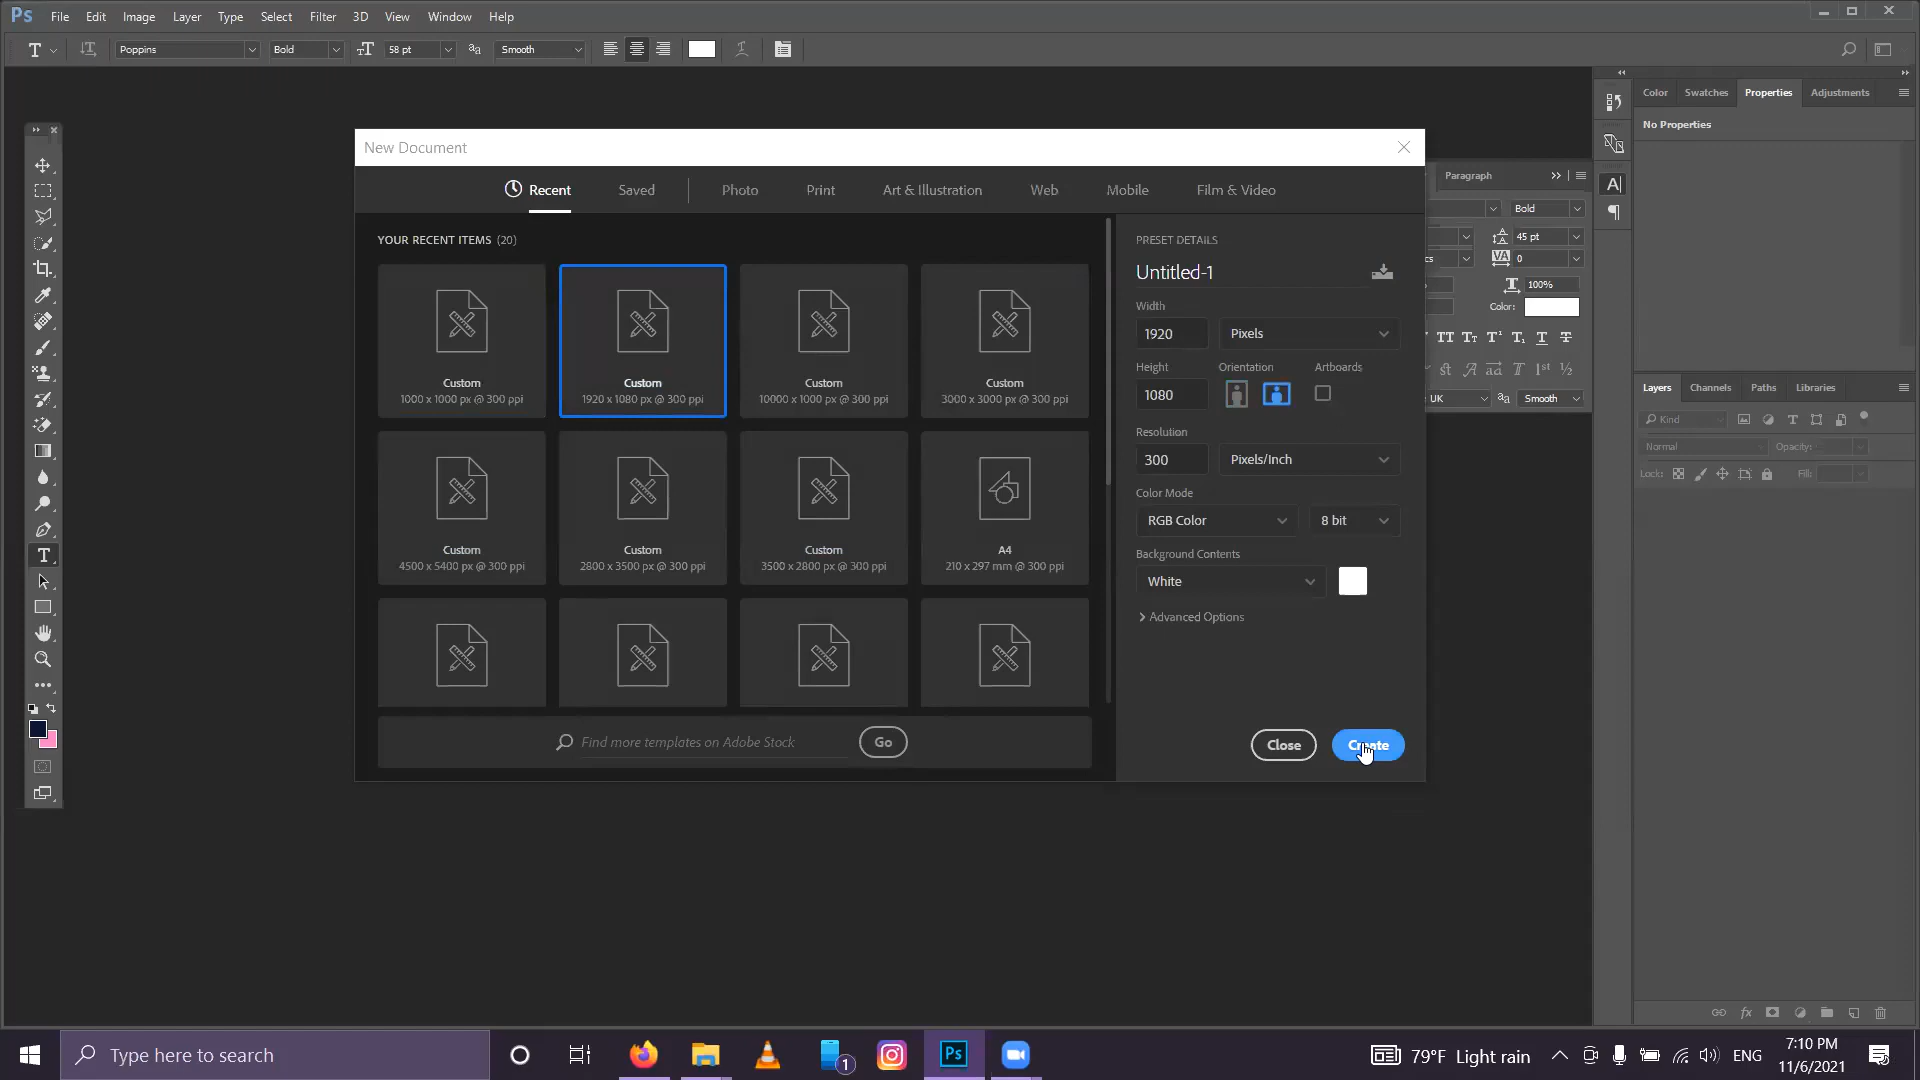 Ps File Edit Image Layer Type Select Filter 3D View Window Help
T Poppins Bold 58 pt Smooth
Color Swatches Properties Adjustments
No Properties
New Document
Recent Saved Photo Print Art & Illustration Web Mobile Film & Video
YOUR RECENT ITEMS (20)
Custom
1000 x 1000 px @ 300 ppi
Custom
1920 x 1080 px @ 300 ppi
Custom
10000 x 1000 px @ 300 ppi
Custom
3000 x 3000 px @ 300 ppi
Custom
4500 x 5400 px @ 300 ppi
Custom
2800 x 3500 px @ 300 ppi
Custom
3500 x 2800 px @ 300 ppi
A4
210 x 297 mm @ 300 ppi
Find more templates on Adobe Stock Go
PRESET DETAILS
Untitled-1
Width
1920 Pixels
Height Orientation Artboards
1080
Resolution
300 Pixels/Inch
Color Mode
RGB Color 8 bit
Background Contents
White
Advanced Options
Close Create
Paragraph
Bold
45 pt
cs VA 0
100%
Color:
UK aa Smooth
Layers Channels Paths Libraries
Kind
Normal Opacity:
Lock: Fill:
Type here to search
1
Ps
79°F Light rain
ENG
7:10 PM
11/6/2021